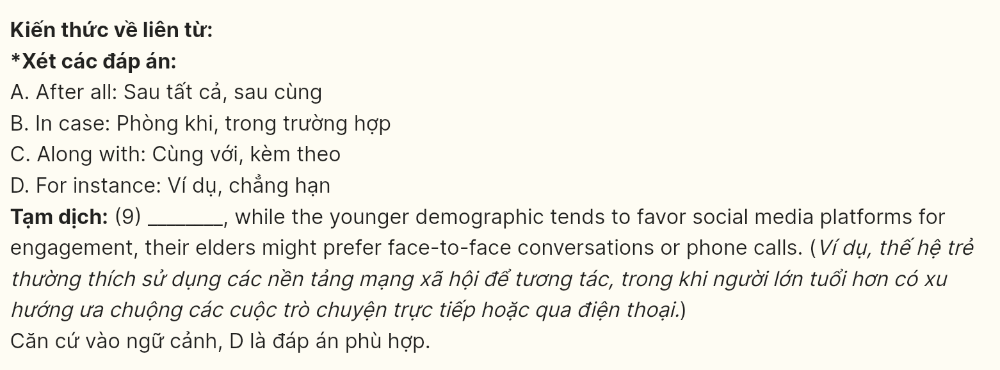 Kiến thức về liên từ:
*Xét các đáp án:
A. After all: Sau tất cả, sau cùng
B. In case: Phòng khi, trong trường hợp
C. Along with: Cùng với, kèm theo
D. For instance: Ví dụ, chẳng hạn
Tạm dịch: (9) ________, while the younger demographic tends to favor social media platforms for
engagement, their elders might prefer face-to-face conversations or phone calls. (Ví dụ, thế hệ trẻ
thường thích sử dụng các nền tảng mạng xã hội để tương tác, trong khi người lớn tuổi hơn có xu
hướng ưa chuộng các cuộc trò chuyện trực tiếp hoặc qua điện thoại.)
Căn cứ vào ngữ cảnh, D là đáp án phù hợp.